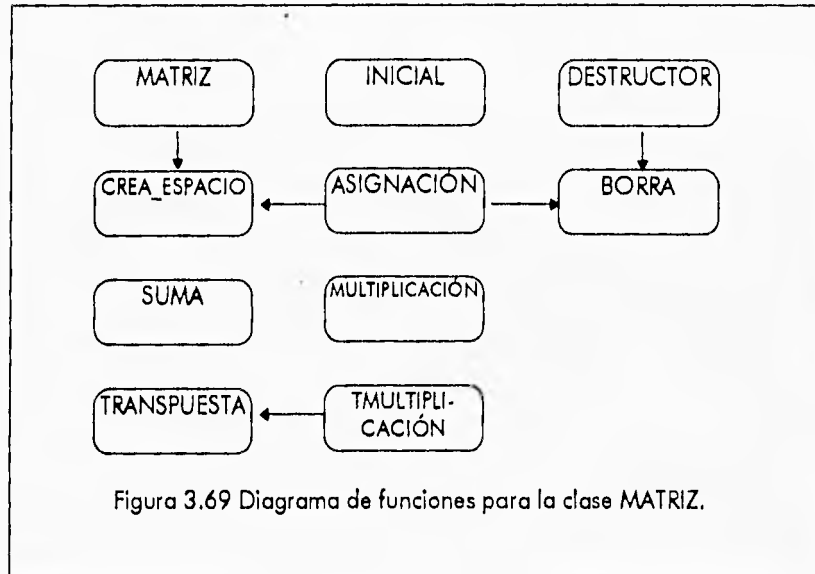 MATRIZ
INICIAL
DESTRUCTOR
CREA_ESPACIO
ASIGNACIÓN
BORRA
SUMA
MULTIPLICACIÓN
TRANSPUESTA
TMULTIPLI-
CACIÓN
Figura 3.69 Diagrama de funciones para la clase MATRIZ.